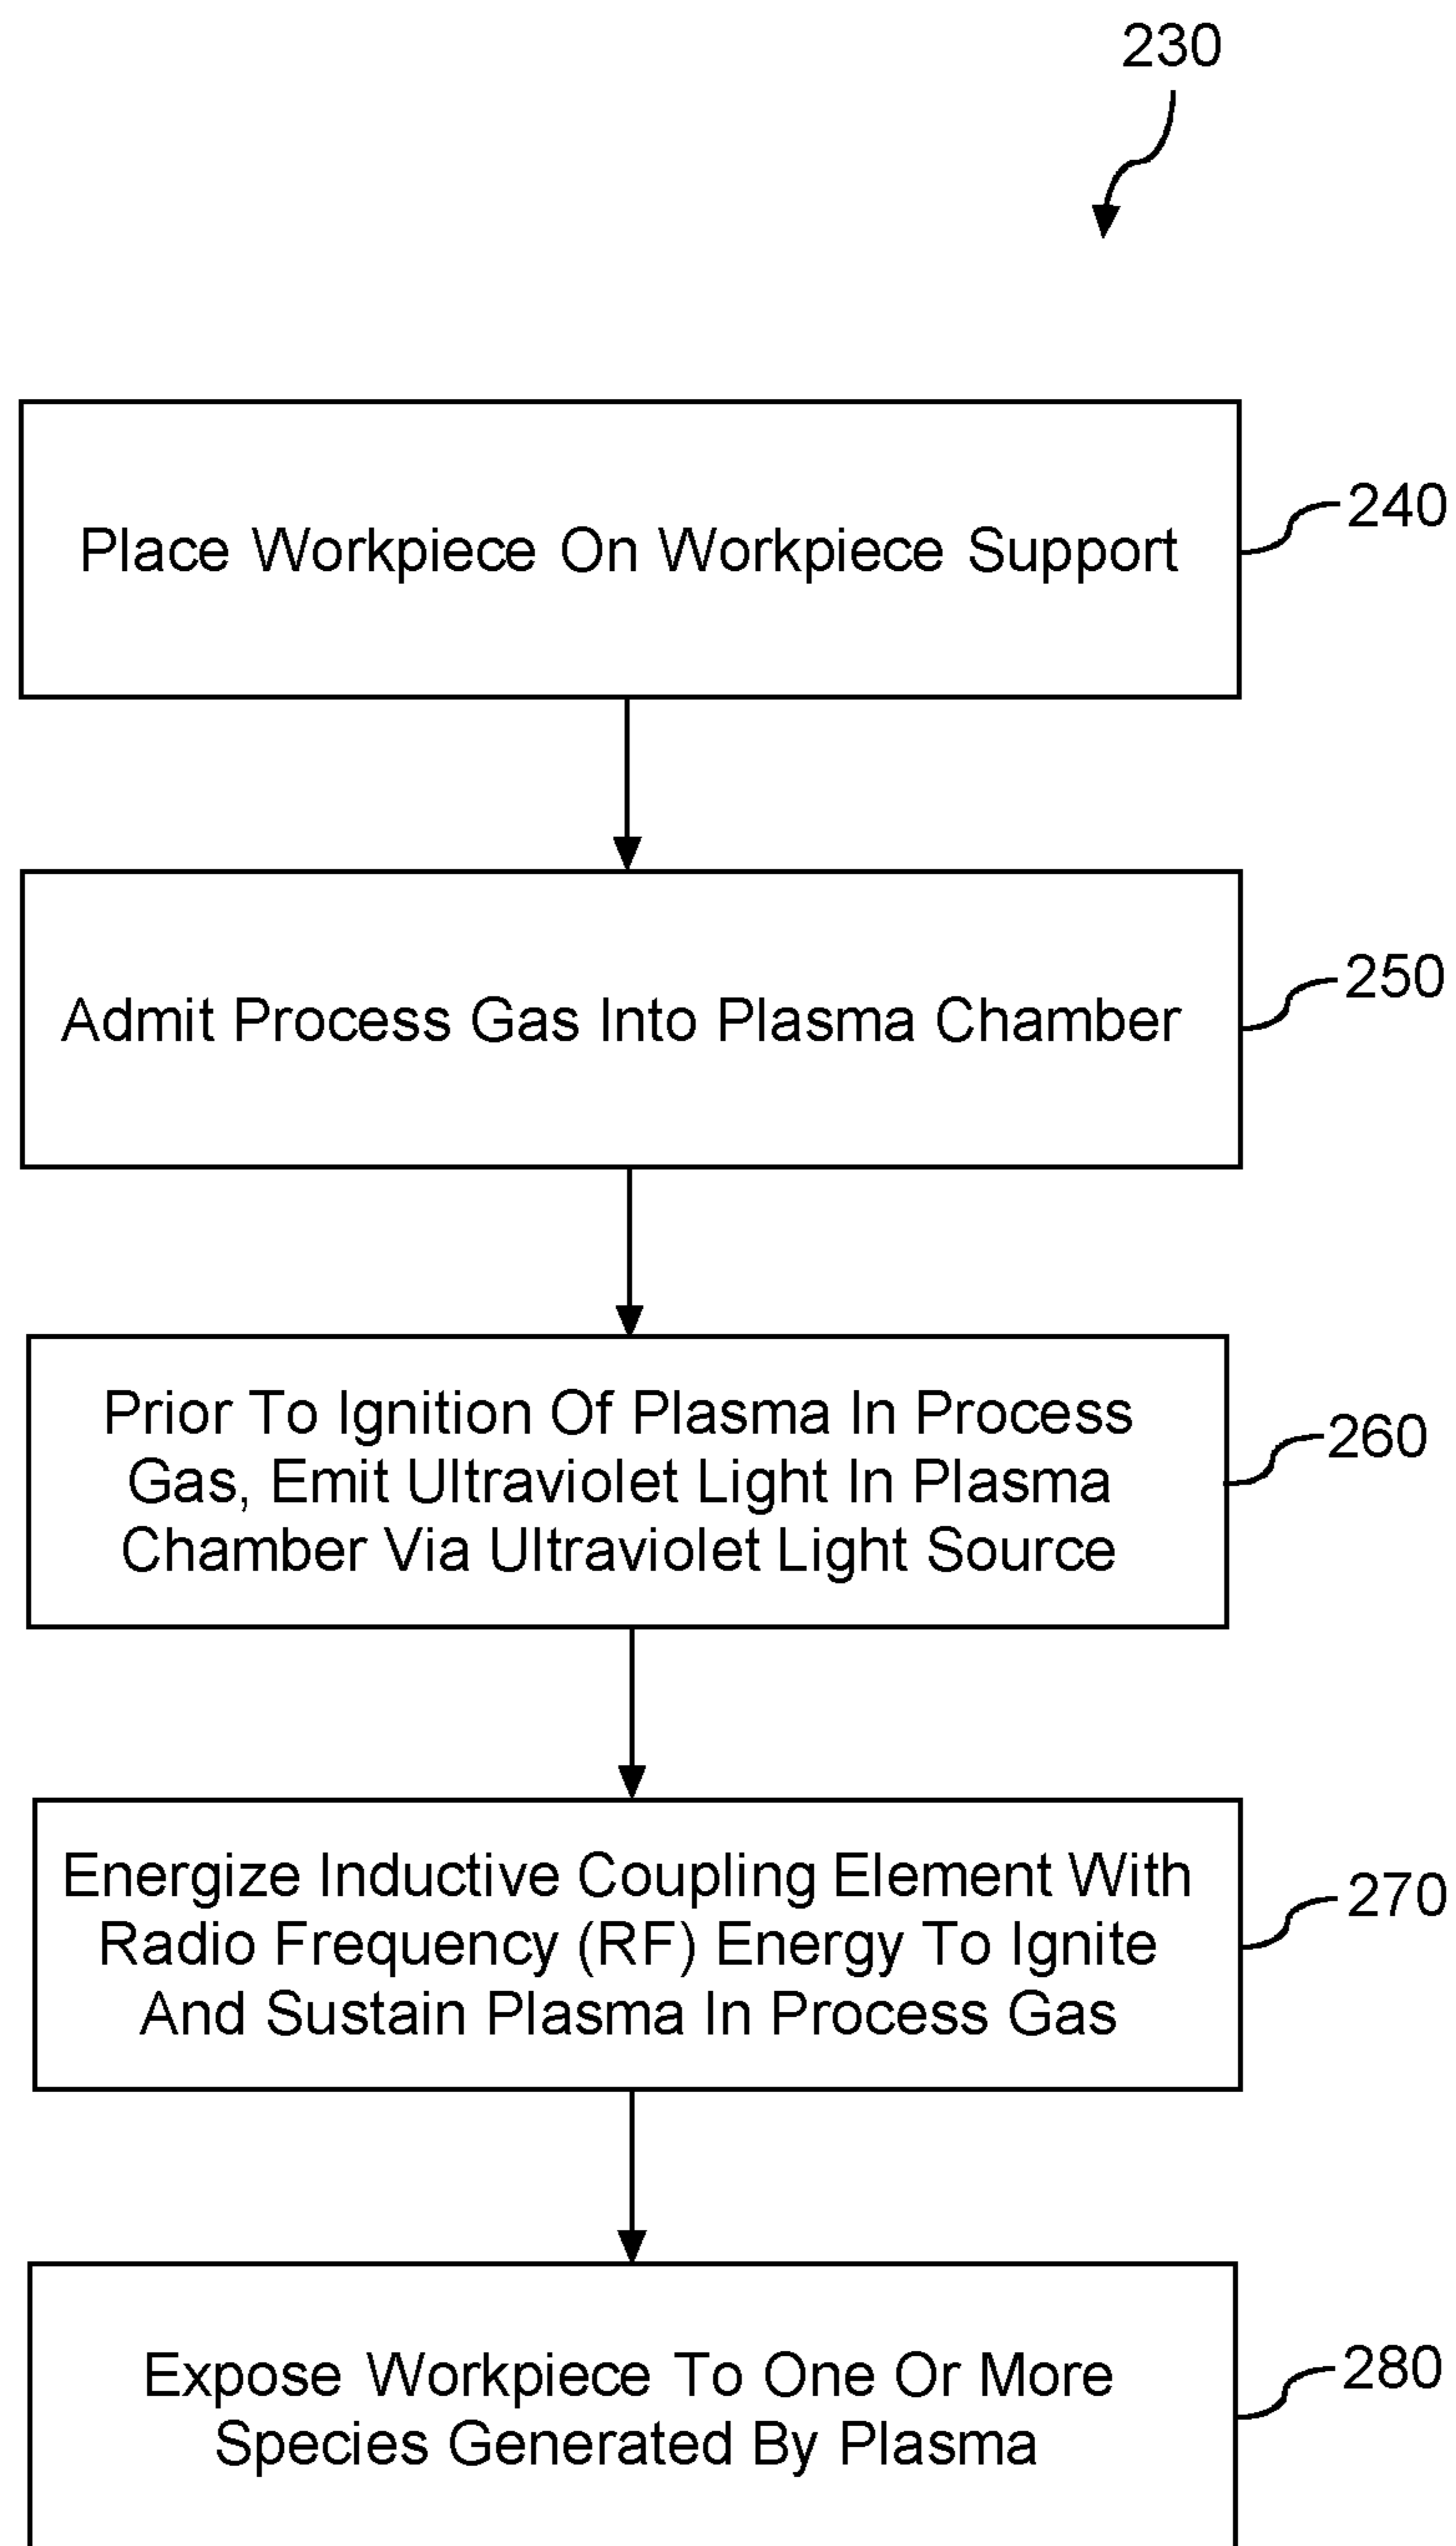 230
Place Workpiece On Workpiece Support
240
Admit Process Gas Into Plasma Chamber
250
Prior To Ignition Of Plasma In Process
Gas, Emit Ultraviolet Light In Plasma
Chamber Via Ultraviolet Light Source
260
Energize Inductive Coupling Element With
Radio Frequency (RF) Energy To Ignite
And Sustain Plasma In Process Gas
270
Expose Workpiece To One Or More
Species Generated By Plasma
280